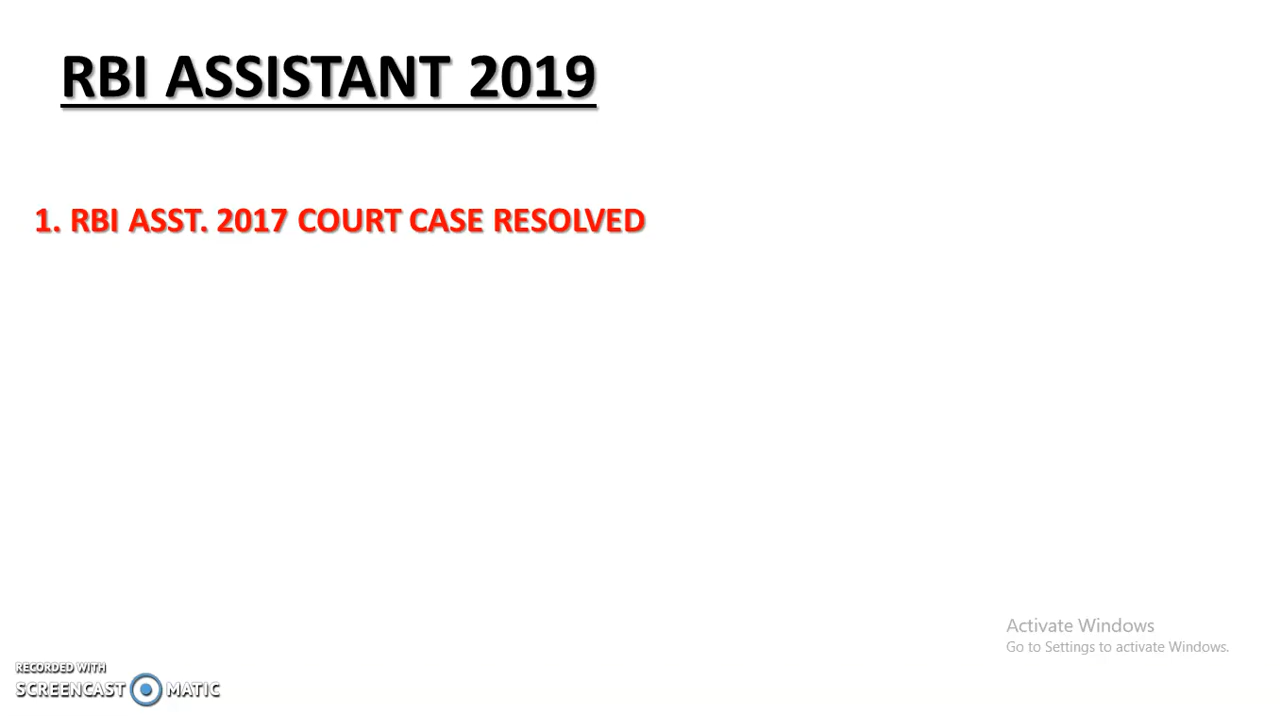 RBI ASSISTANT 2019
1. RBI ASST. 2017 COURT CASE RESOLVED
Activate Windows
Go to Settings to activate Windows.
RECORDED WITH
SCREENCAST MATIC